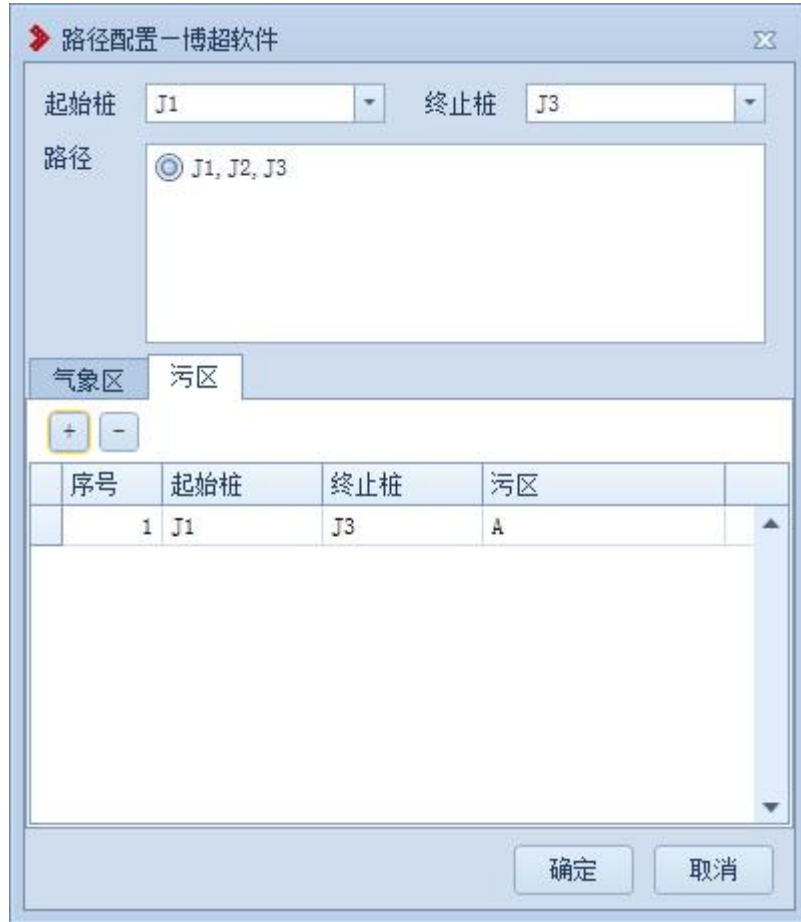 路径配置一博超软件
起始桩 J1 终止桩 J3
路径 J1, J2, J3
气象区 污区
+ -
序号 起始桩 终止桩 污区
1 J1 J3 A
确定 取消